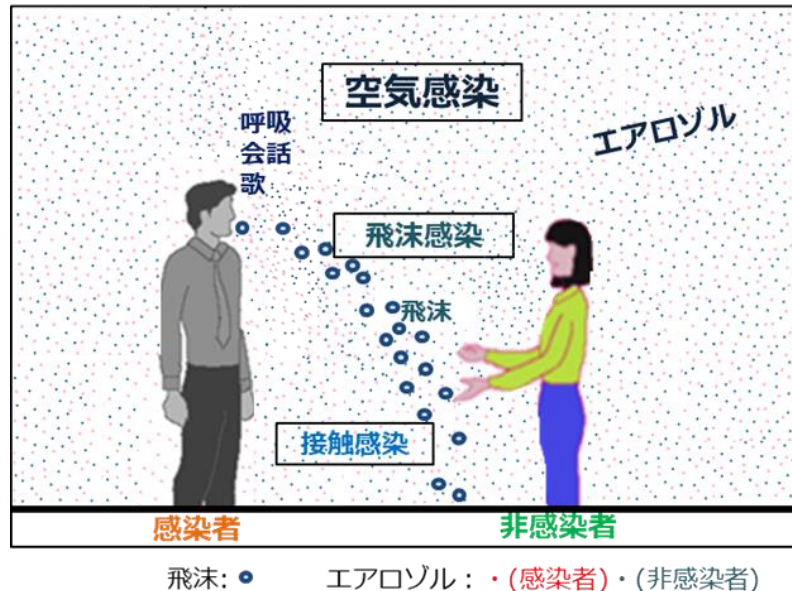 空気感染
呼吸
会話
歌
エアロゾル
飛沫感染
飛沫
接触感染
感染者
非感染者
飛沫: エアロゾル：・(感染者)・(非感染者)